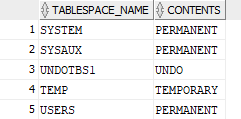 TABLESPACE_NAME CONTENTS
1 SYSTEM PERMANENT
2 SYSAUX PERMANENT
3 UNDOTBS1 UNDO
4 TEMP TEMPORARY
5 USERS PERMANENT